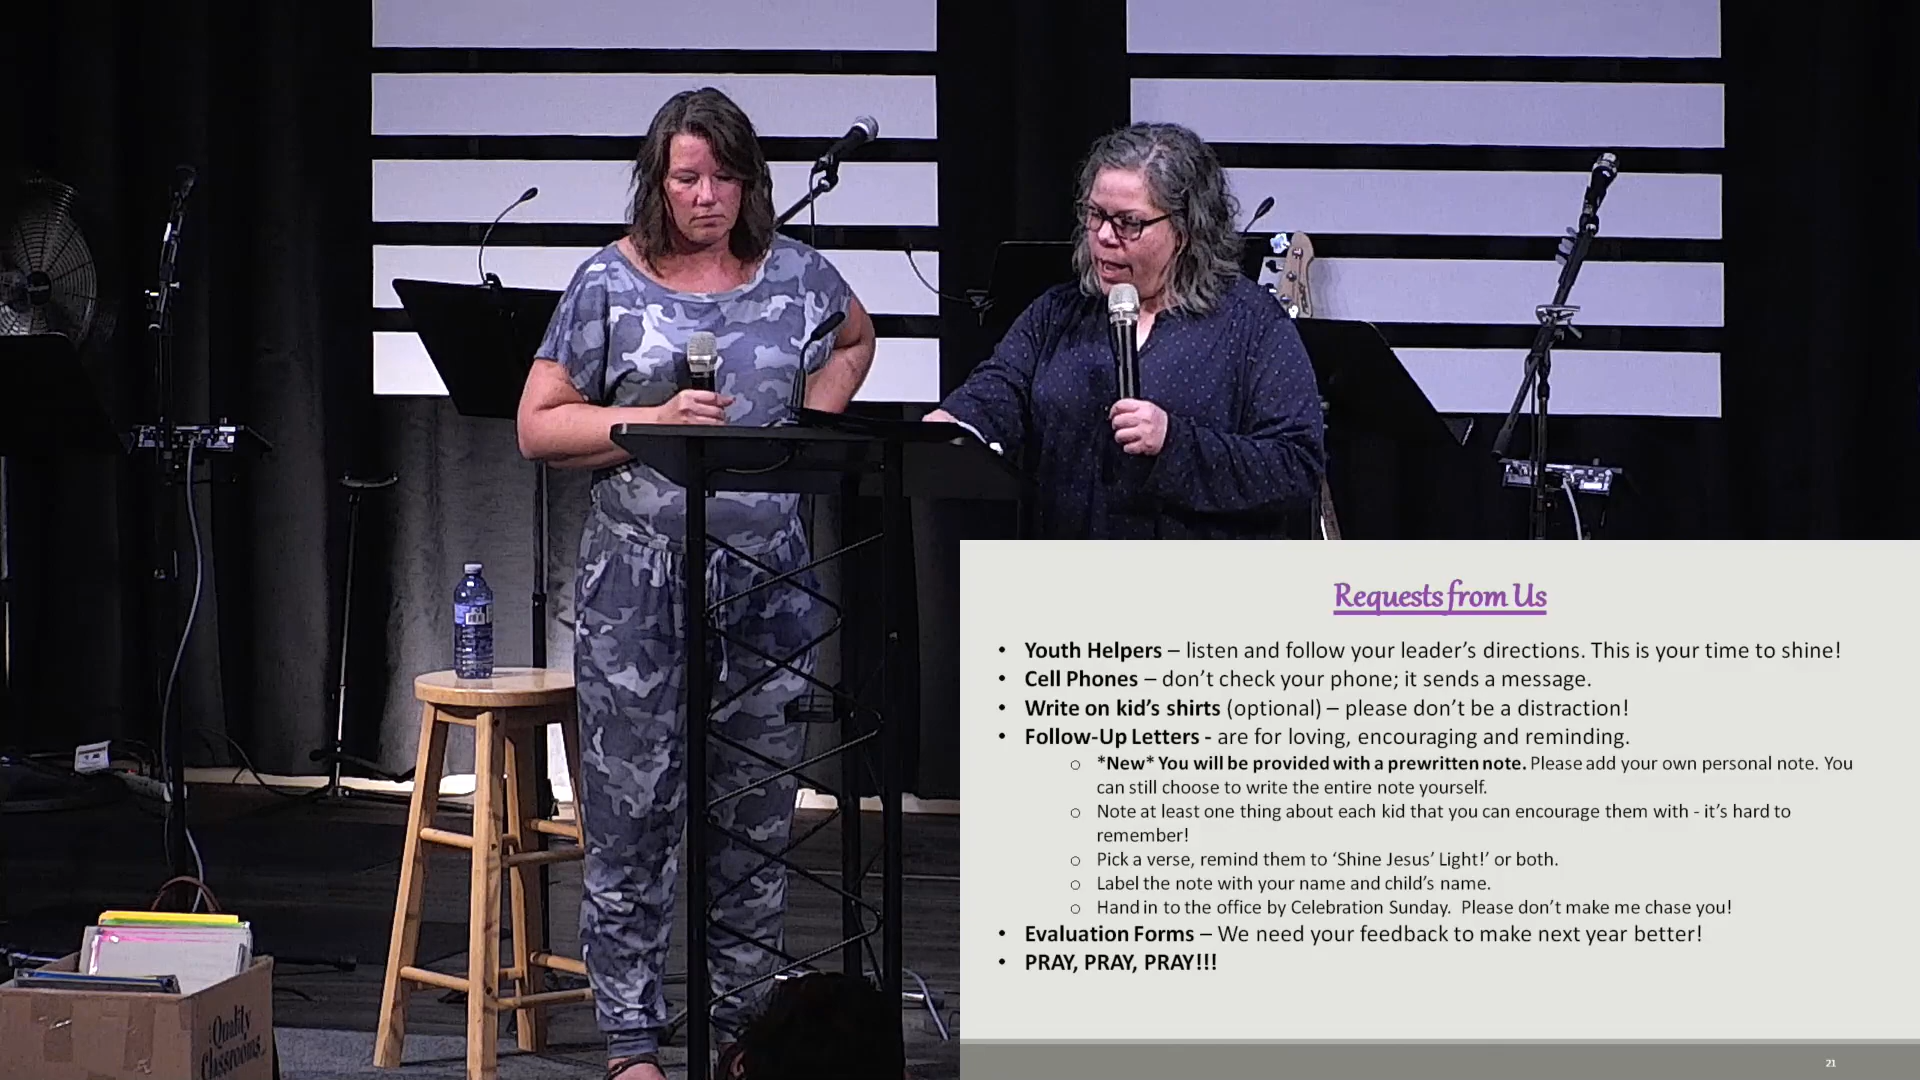 Requests from Us
• Youth Helpers – listen and follow your leader’s directions. This is your time to shine!
• Cell Phones – don’t check your phone; it sends a message.
• Write on kid’s shirts (optional) – please don’t be a distraction!
• Follow-Up Letters - are for loving, encouraging and reminding.
o *New* You will be provided with a prewritten note. Please add your own personal note. You
can still choose to write the entire note yourself.
o Note at least one thing about each kid that you can encourage them with - it’s hard to
remember!
o Pick a verse, remind them to ‘Shine Jesus’ Light!’ or both.
o Label the note with your name and child’s name.
o Hand in to the office by Celebration Sunday. Please don’t make me chase you!
• Evaluation Forms – We need your feedback to make next year better!
• PRAY, PRAY, PRAY!!!
Quality
Classrooms
21